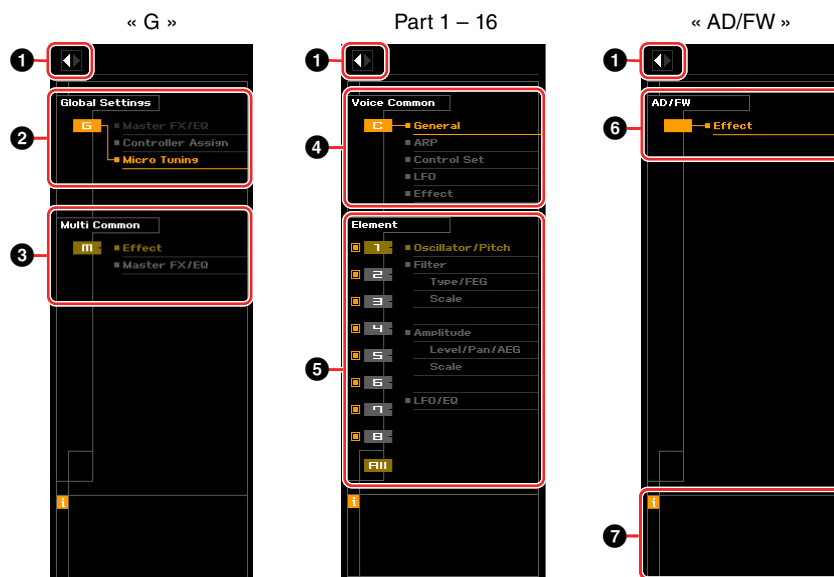 « G »
1
Global Settings
2
G
Master FX/EQ
Controller Assign
Micro Tuning
Multi Common
3
M
Effect
Master FX/EQ
i
Part 1 – 16
1
Voice Common
4
C
General
ARP
Control Set
LFO
Effect
Element
5
1
Oscillator/Pitch
2
Filter
Type/FEG
3
Scale
4
Amplitude
5
Level/Pan/AEG
Scale
6
7
LFO/EQ
8
All
i
« AD/FW »
1
AD/FW
6
Effect
7
i